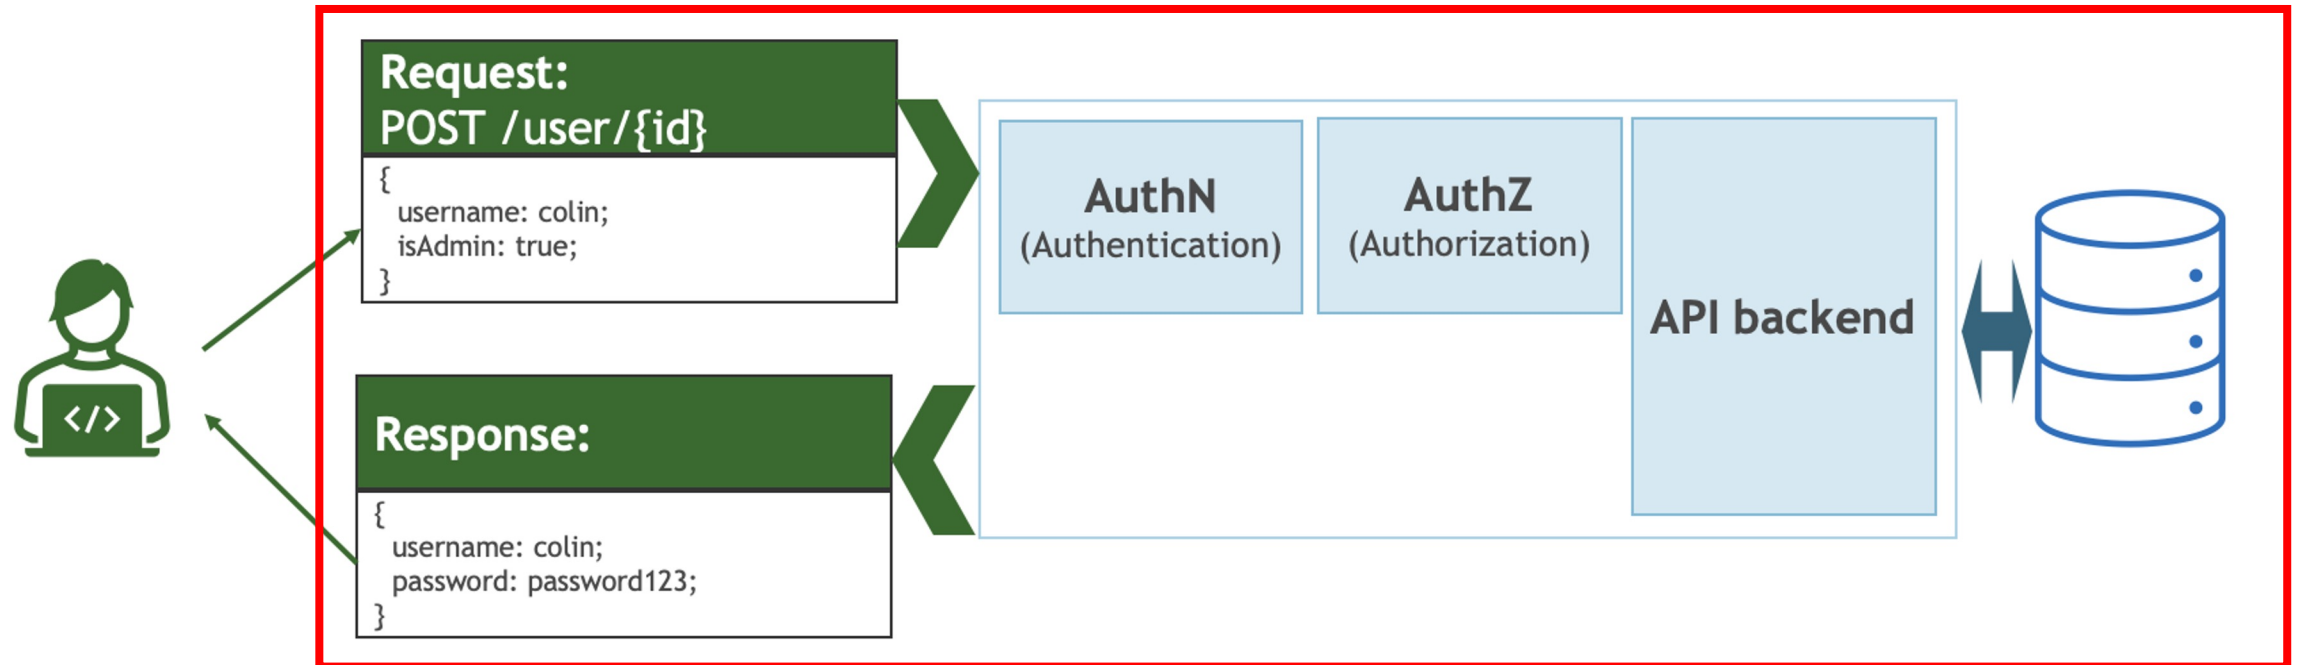 Request:
POST /user/{id}
{
username: colin;
isAdmin: true;
}
AuthN
(Authentication)
AuthZ
(Authorization)
API backend
</>
Response:
{
username: colin;
password: password123;
}